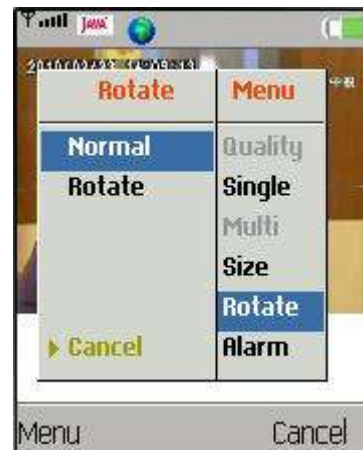 JAVA
Rotate
Normal
Rotate
Cancel
Menu
Quality
Single
Multi
Size
Rotate
Alarm
Menu
Cancel